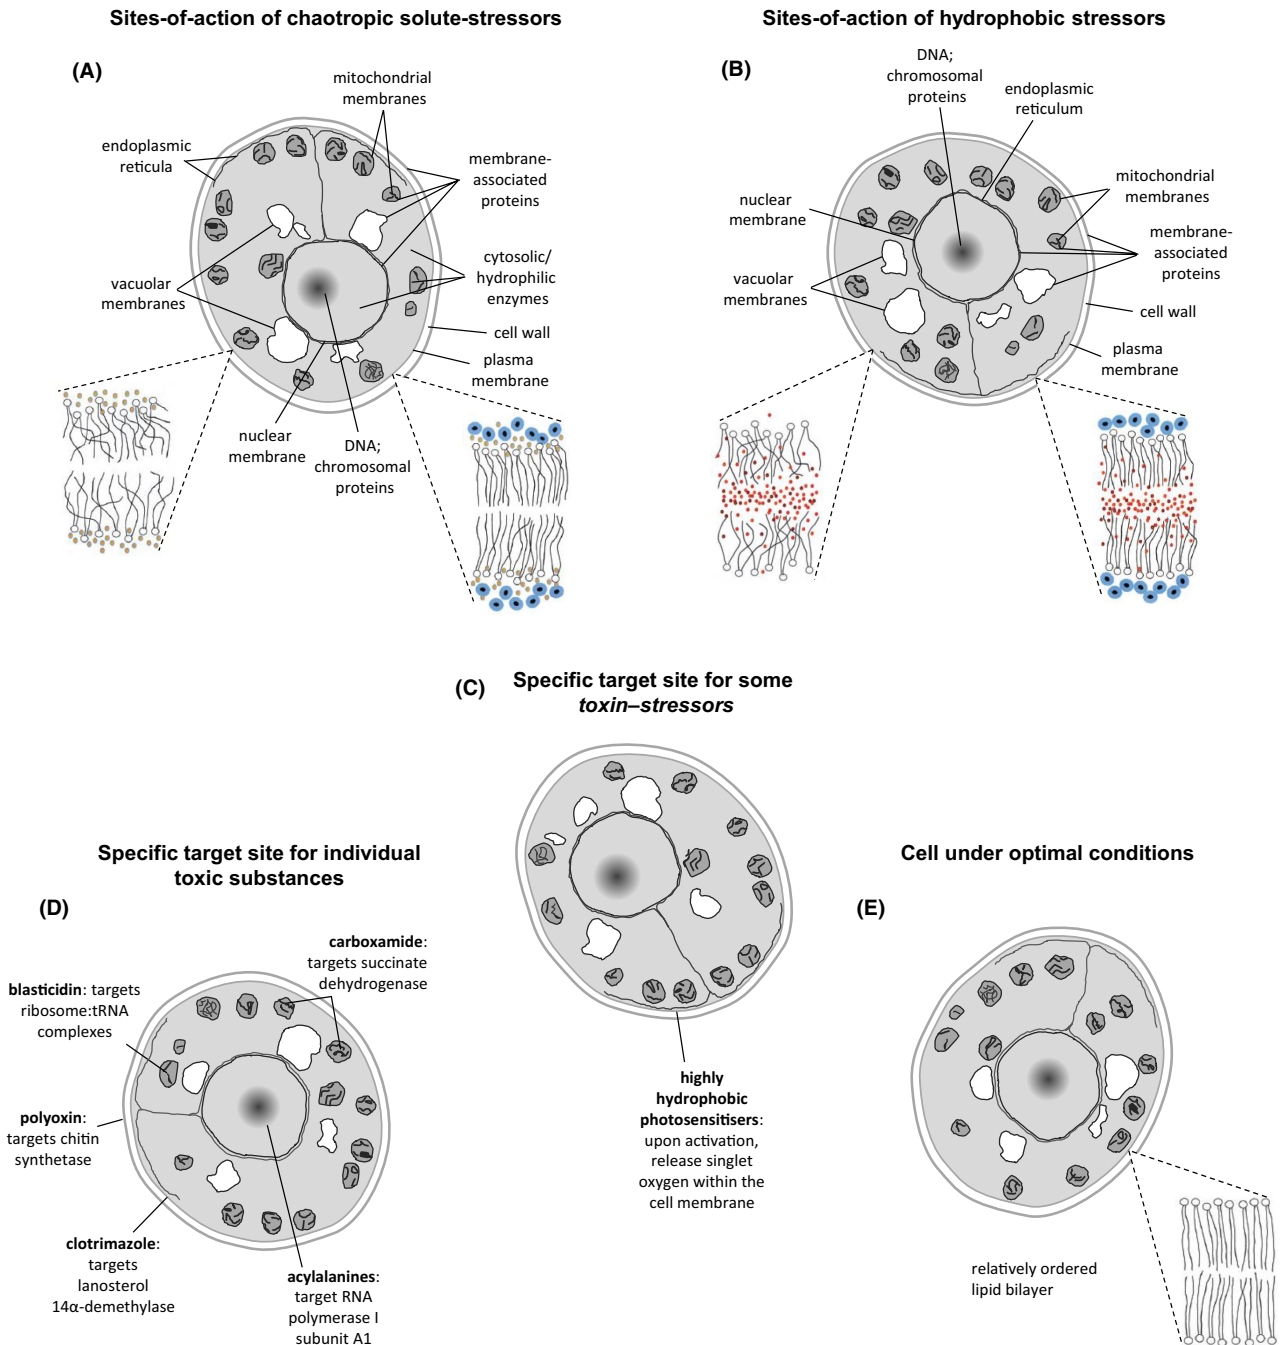 Sites-of-action of chaotropic solute-stressors
Sites-of-action of hydrophobic stressors
(A)
mitochondrial
membranes
endoplasmic
reticula
membrane-
associated
proteins
cytosolic/
hydrophilic
enzymes
vacuolar
membranes
cell wall
plasma
membrane
nuclear
membrane
DNA;
chromosomal
proteins
(B)
DNA;
chromosomal
proteins
endoplasmic
reticulum
mitochondrial
membranes
nuclear
membrane
membrane-
associated
proteins
vacuolar
membranes
cell wall
plasma
membrane
(C)
Specific target site for some
toxin–stressors
highly
hydrophobic
photosensitisers:
upon activation,
release singlet
oxygen within the
cell membrane
Specific target site for individual
toxic substances
(D)
carboxamide:
targets succinate
dehydrogenase
blasticidin: targets
ribosome:tRNA
complexes
polyoxin:
targets chitin
synthetase
clotrimazole:
targets
lanosterol
14α-demethylase
acylalanines:
target RNA
polymerase I
subunit A1
Cell under optimal conditions
(E)
relatively ordered
lipid bilayer